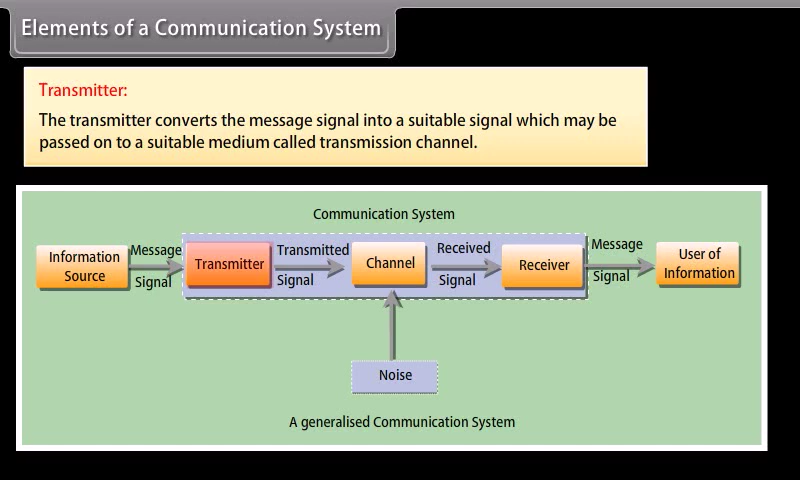 Elements of a Communication System
Transmitter:
The transmitter converts the message signal into a suitable signal which may be
passed on to a suitable medium called transmission channel.
Communication System
Information
Source
Message
Signal
Transmitter
Transmitted
Signal
Channel
Received
Signal
Receiver
Message
Signal
User of
Information
Noise
A generalised Communication System